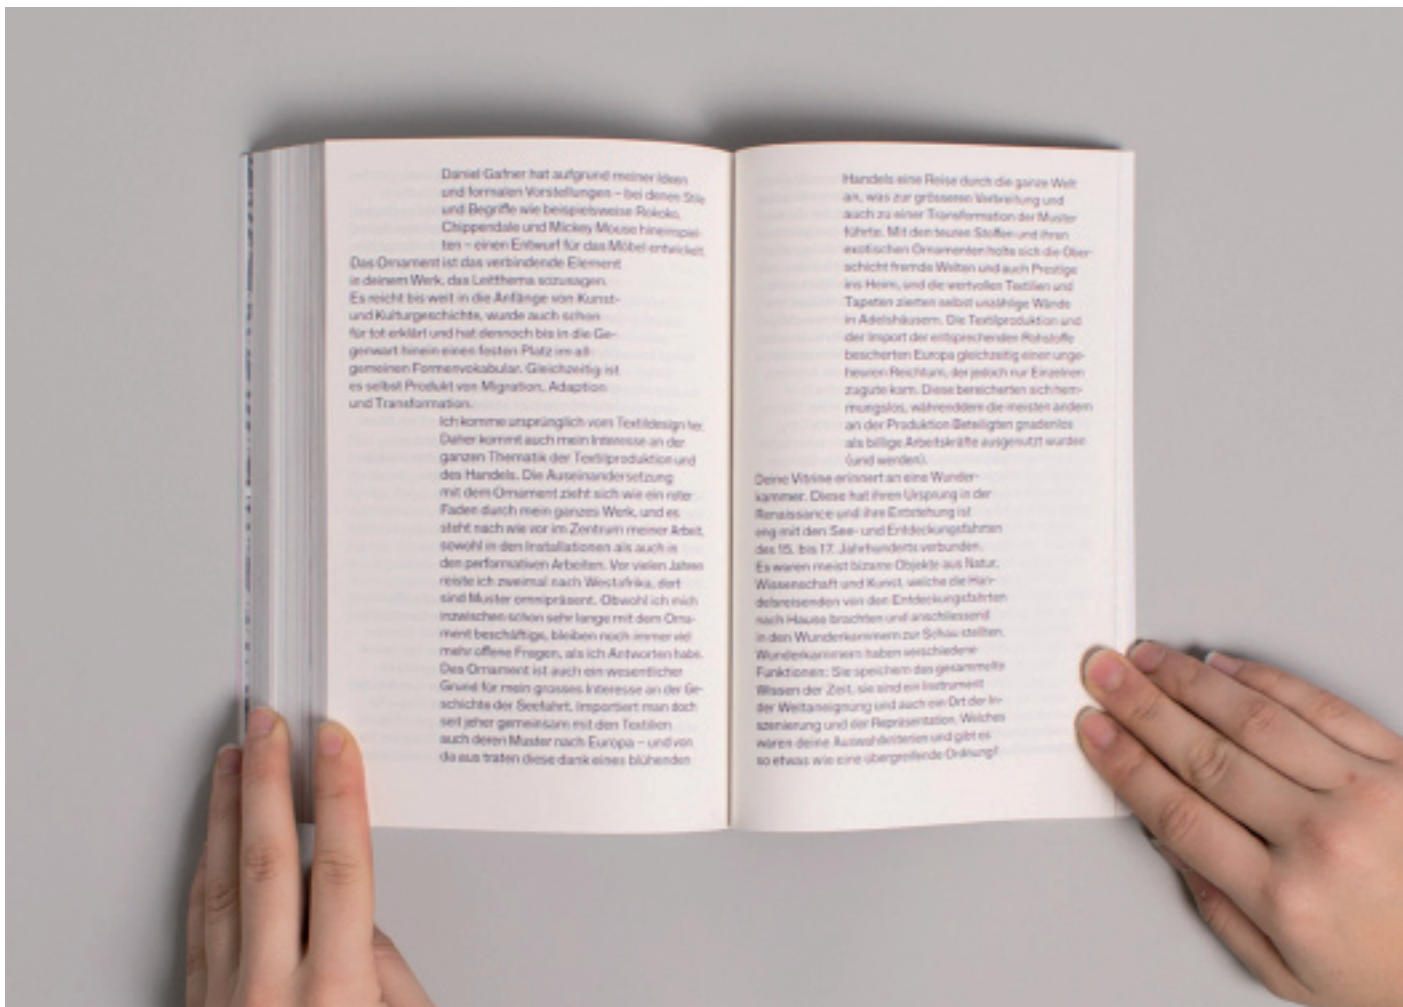 Daniel Gafner hat aufgrund meiner Ideen
und formalen Vorstellungen – bei denen Stile
und Begriffe wie beispielsweise Rokoko,
Chippendale und Mickey Mouse hineinspiel-
ten – einen Entwurf für das Möbel entwickelt.
Das Ornament ist das verbindende Element
in deinem Werk, das Leitthema sozusagen.
Es reicht bis weit in die Anfänge von Kunst-
und Kulturgeschichte, wurde auch schon
für tot erklärt und hat dennoch bis in die Ge-
genwart hinein einen festen Platz im all-
gemeinen Formenvokabular. Gleichzeitig ist
es selbst Produkt von Migration, Adaption
und Transformation.
Ich komme ursprünglich vom Textildesign her.
Daher kommt auch mein Interesse an der
ganzen Thematik der Textilproduktion und
des Handels. Die Auseinandersetzung
mit dem Ornament zieht sich wie ein roter
Faden durch mein ganzes Werk, und es
steht nach wie vor im Zentrum meiner Arbeit,
sowohl in den Installationen als auch in
den performativen Arbeiten. Vor vielen Jahren
reiste ich zweimal nach Westafrika, dort
sind Muster omnipräsent. Obwohl ich mich
inzwischen schon sehr lange mit dem Orna-
ment beschäftige, bleiben noch immer viel
mehr offene Fragen, als ich Antworten habe.
Das Ornament ist auch ein wesentlicher
Grund für mein grosses Interesse an der Ge-
schichte der Seefahrt. Importiert man doch
seit jeher gemeinsam mit den Textilien
auch deren Muster nach Europa – und von
da aus traten diese dank eines blühenden
Handels eine Reise durch die ganze Welt
an, was zur grösseren Verbreitung und
auch zu einer Transformation der Muster
führte. Mit den teuren Stoffen und ihren
exotischen Ornamenten holte sich die Ober-
schicht fremde Welten und auch Prestige
ins Heim, und die wertvollen Textilien und
Tapeten zierten selbst unzählige Wände
in Adelshäusern. Die Textilproduktion und
der Import der entsprechenden Rohstoffe
bescherten Europa gleichzeitig einen unge-
heuren Reichtum, der jedoch nur Einzelnen
zugute kam. Diese bereicherten sich hem-
mungslos, währenddem die meisten andern
an der Produktion Beteiligten gnadenlos
als billige Arbeitskräfte ausgenutzt wurden
(und werden).
Deine Vitrine erinnert an eine Wunder-
kammer. Diese hat ihren Ursprung in der
Renaissance und ihre Entstehung ist
eng mit den See- und Entdeckungsfahrten
des 15. bis 17. Jahrhunderts verbunden.
Es waren meist bizarre Objekte aus Natur,
Wissenschaft und Kunst, welche die Han-
delsreisenden von den Entdeckungsfahrten
nach Hause brachten und anschliessend
in den Wunderkammern zur Schau stellten.
Wunderkammern haben verschiedene
Funktionen: Sie speichern das gesammelte
Wissen der Zeit, sie sind ein Instrument
der Weltaneignung und auch ein Ort der In-
szenierung und der Repräsentation. Welches
waren deine Auswahlkriterien und gibt es
so etwas wie eine übergreifende Ordnung?